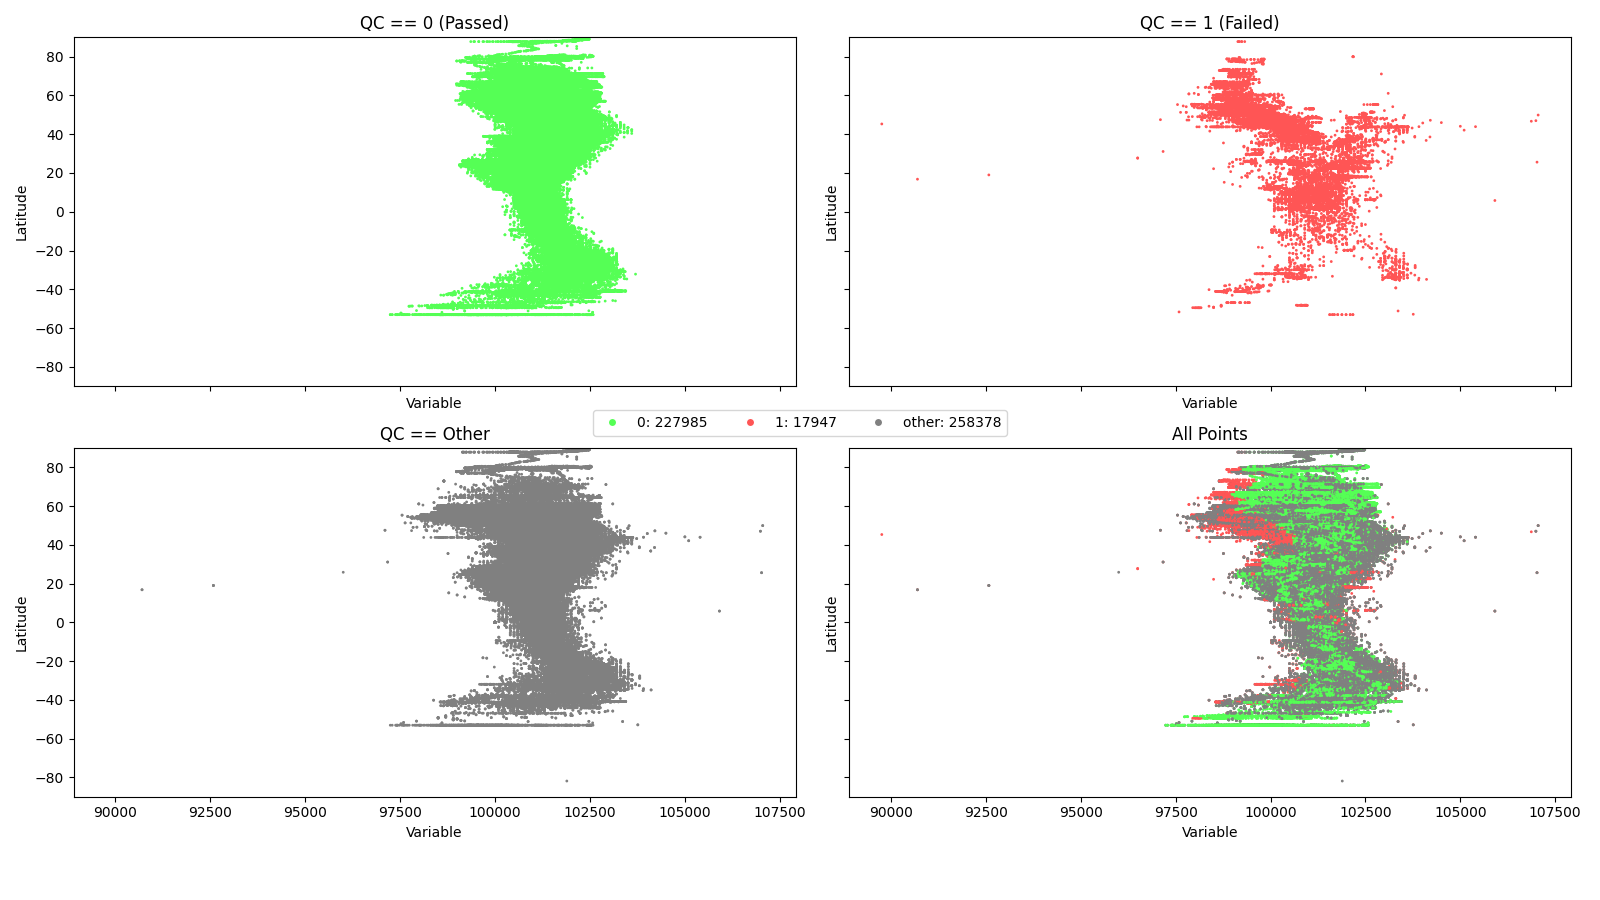 QC == 0 (Passed)
QC == 1 (Failed)
Latitude
80
60
40
20
0
−20
−40
−60
−80
Variable
Latitude
Variable
0: 227985
1: 17947
other: 258378
QC == Other
All Points
Latitude
80
60
40
20
0
−20
−40
−60
−80
90000
92500
95000
97500
100000
102500
105000
107500
Variable
Latitude
90000
92500
95000
97500
100000
102500
105000
107500
Variable